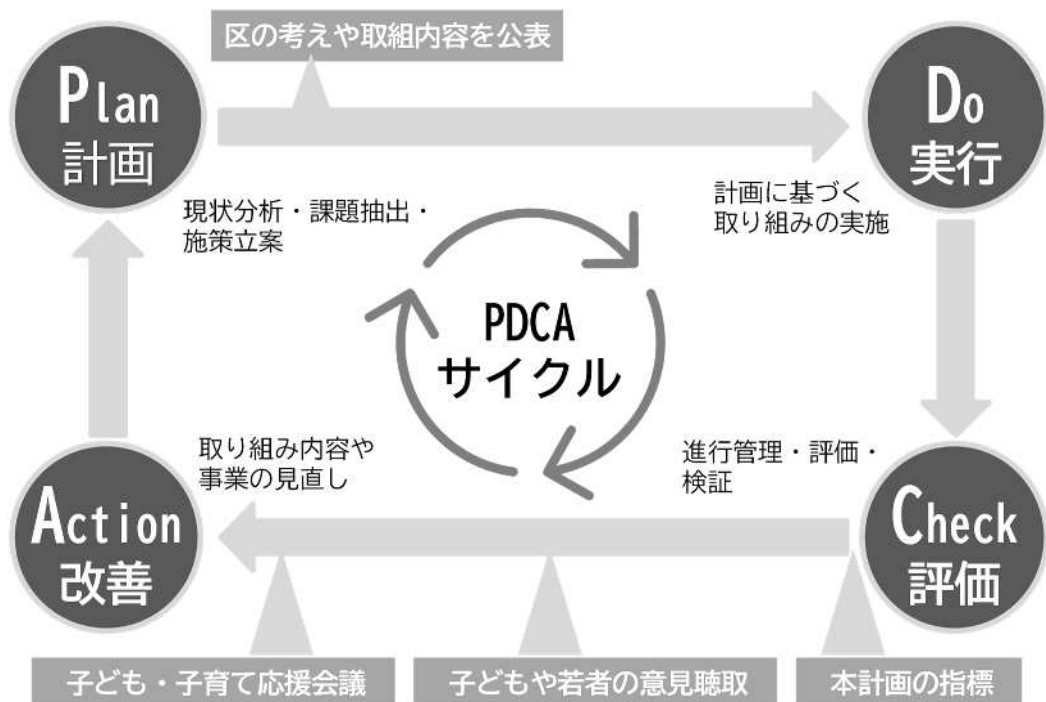 区の考えや取組内容を公表
Plan
計画
Do
実行
現状分析・課題抽出・
施策立案
計画に基づく
取り組みの実施
PDCA
サイクル
取り組み内容や
事業の見直し
進行管理・評価・
検証
Action
改善
Check
評価
子ども・子育て応援会議
子どもや若者の意見聴取
本計画の指標